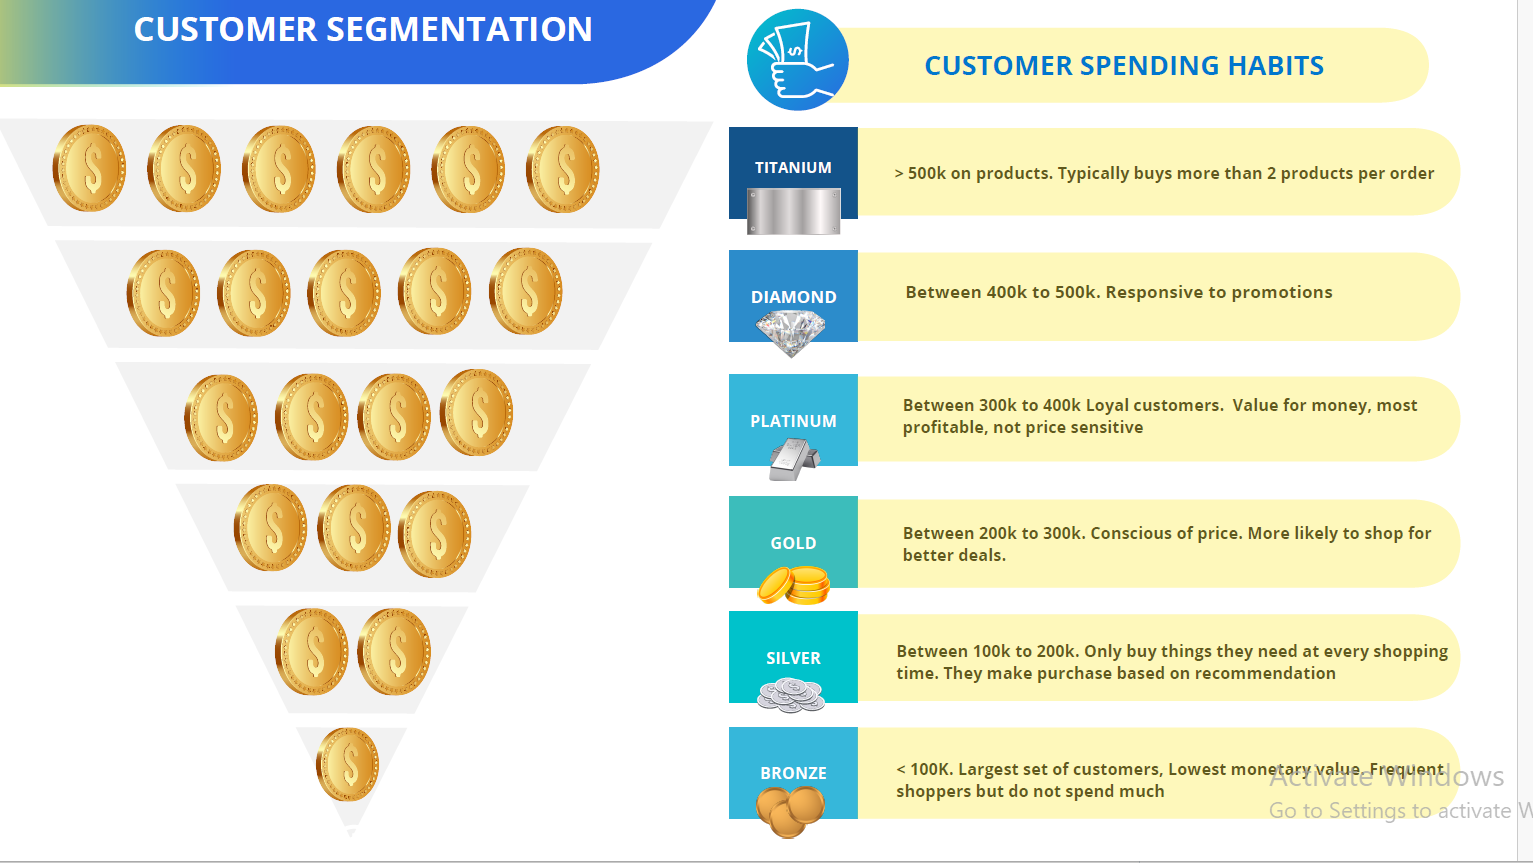 CUSTOMER SEGMENTATION
CUSTOMER SPENDING HABITS
TITANIUM
> 500k on products. Typically buys more than 2 products per order
DIAMOND
Between 400k to 500k. Responsive to promotions
PLATINUM
Between 300k to 400k Loyal customers.  Value for money, most
profitable, not price sensitive
GOLD
Between 200k to 300k. Conscious of price. More likely to shop for
better deals.
SILVER
Between 100k to 200k. Only buy things they need at every shopping
time. They make purchase based on recommendation
BRONZE
< 100K. Largest set of customers, Lowest monetary value. Frequent
shoppers but do not spend much
Activate Windows
Go to Settings to activate W